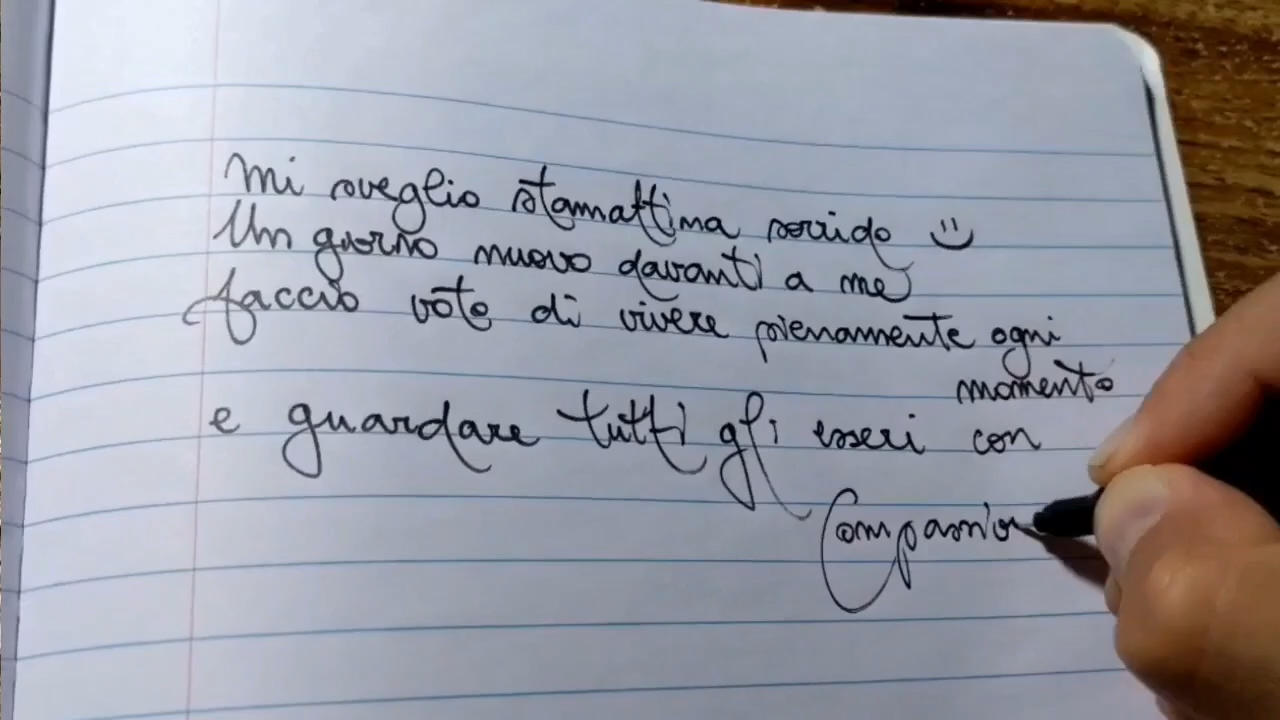 Mi sveglio stamattina sorrido
Un giorno nuovo davanti a me
faccio voto di vivere pienamente ogni
momento
e guardare tutti gli esseri con
Compassio